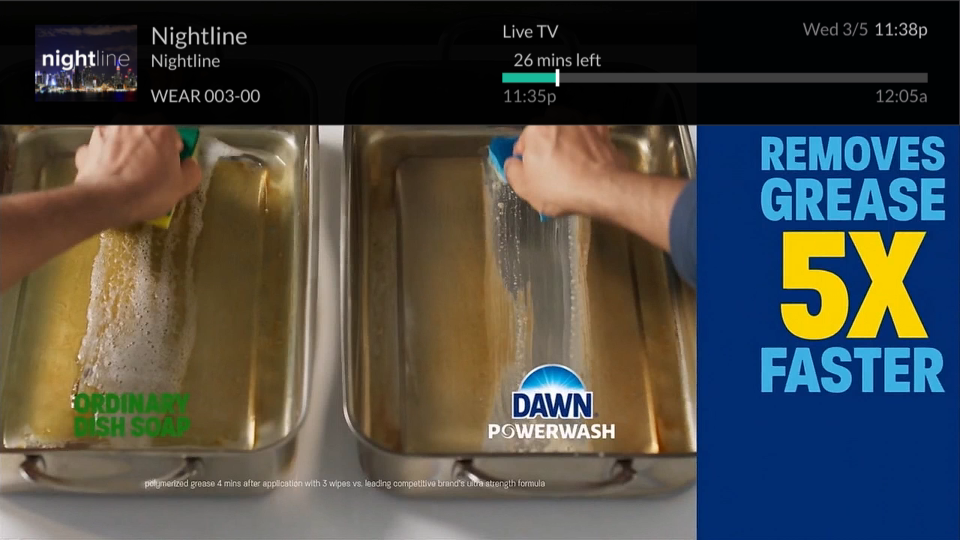 nightline
Nightline
Nightline
WEAR 003-00
Live TV
26 mins left
11:35p
12:05a
Wed 3/5 11:38p
REMOVES
GREASE
5X
FASTER
ORDINARY
DISH SOAP
DAWN
POWERWASH
polymerized grease 4 mins after application with 3 wipes vs. leading competitive brand's ultra strength formula